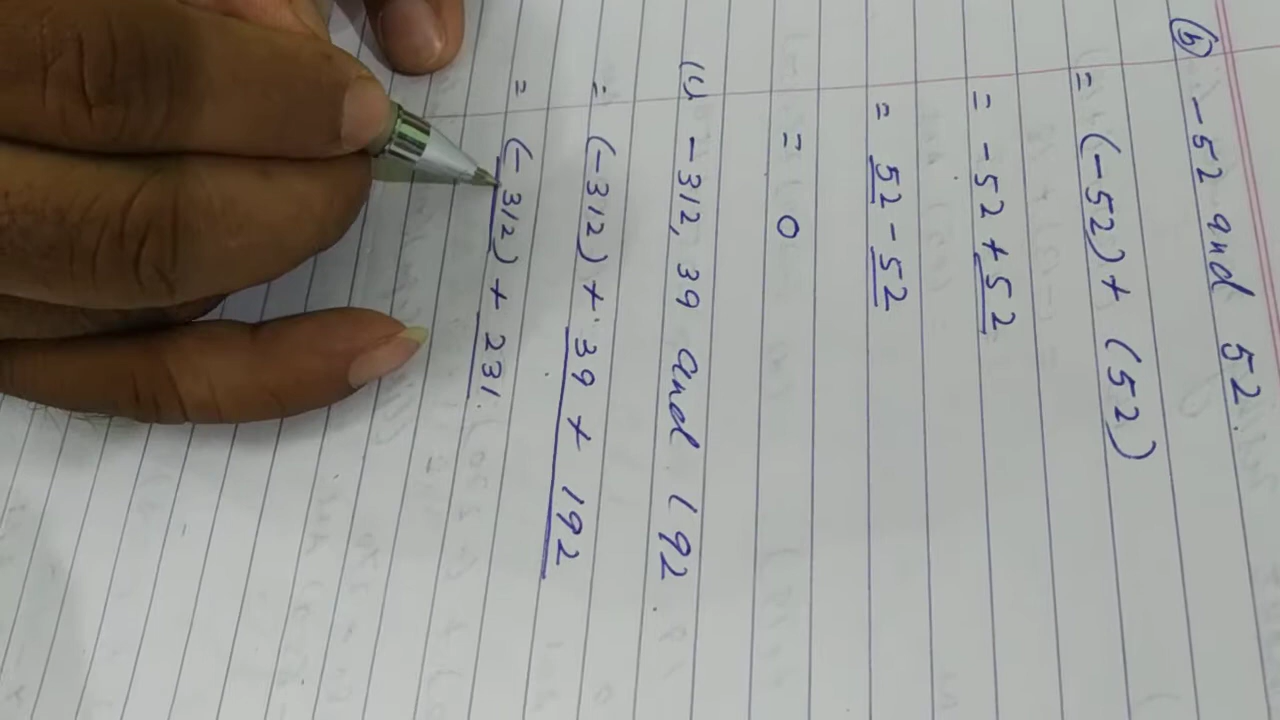 (b) -52 and 52.
= (-52) + (52)
= -52 + 52
= 52 - 52
= 0
(c) -312, 39 and 192
= (-312) + 39 + 192
= (-312) + 231